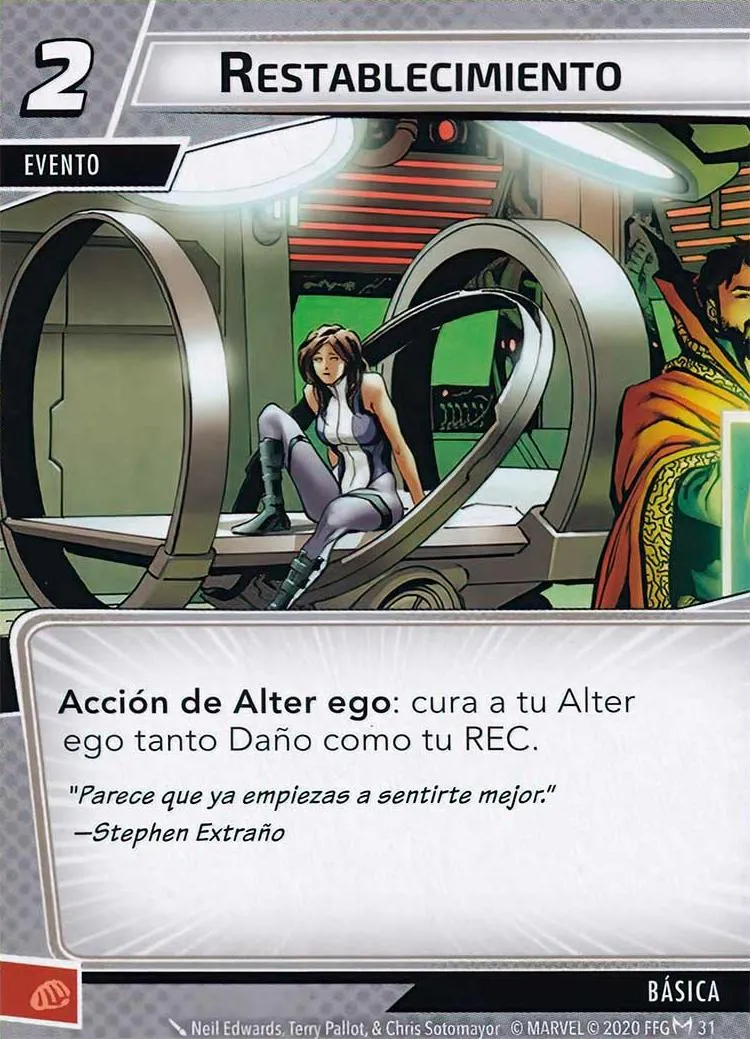 2
RESTABLECIMIENTO
EVENTO
Acción de Alter ego: cura a tu Alter
ego tanto Daño como tu REC.
"Parece que ya empiezas a sentirte mejor."
—Stephen Extraño
BÁSICA
Neil Edwards, Terry Pallot, & Chris Sotomayor © MARVEL © 2020 FFG 31